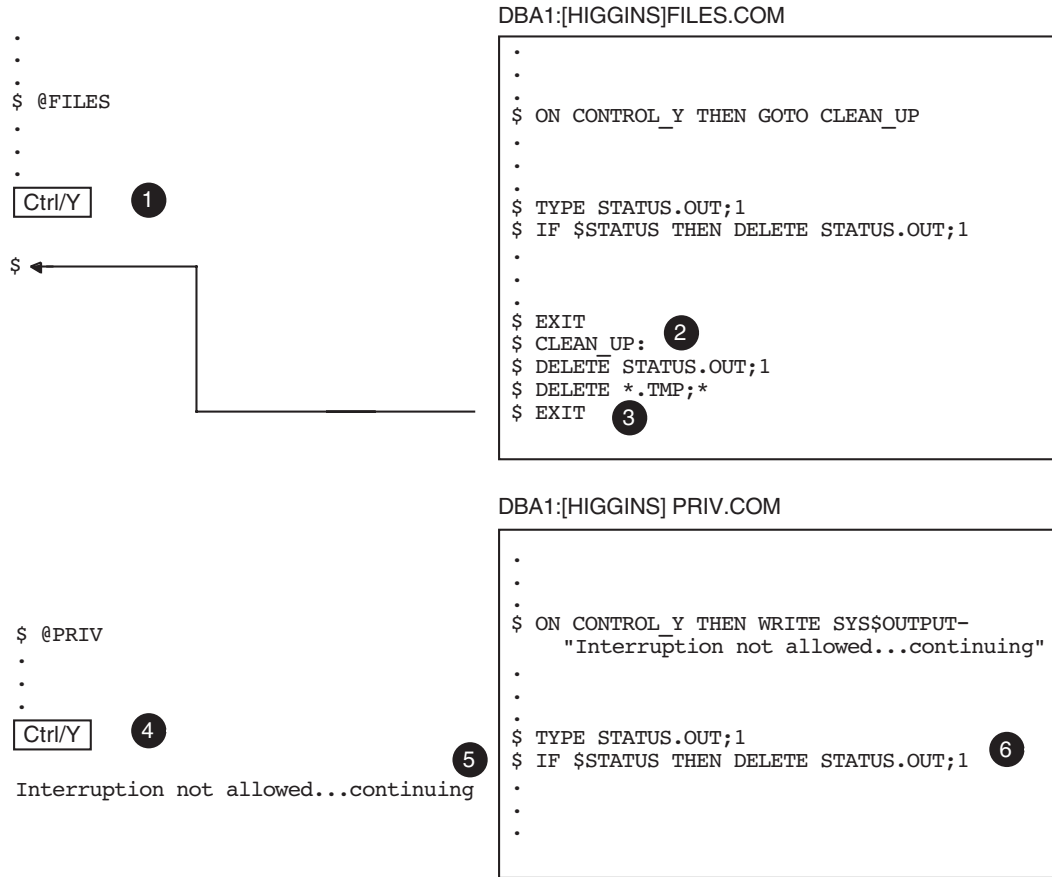 DBA1:[HIGGINS]FILES.COM
.
.
.
$ @FILES
.
.
.
Ctrl/Y 1
$
.
.
.
$ ON CONTROL_Y THEN GOTO CLEAN_UP
.
.
.
$ TYPE STATUS.OUT;1
$ IF $STATUS THEN DELETE STATUS.OUT;1
.
.
.
$ EXIT
$ CLEAN_UP: 2
$ DELETE STATUS.OUT;1
$ DELETE *.TMP;*
$ EXIT 3
DBA1:[HIGGINS] PRIV.COM
$ @PRIV
.
.
.
Ctrl/Y 4
5
Interruption not allowed...continuing
.
.
.
$ ON CONTROL_Y THEN WRITE SYS$OUTPUT-
"Interruption not allowed...continuing"
.
.
.
$ TYPE STATUS.OUT;1
$ IF $STATUS THEN DELETE STATUS.OUT;1 6
.
.
.